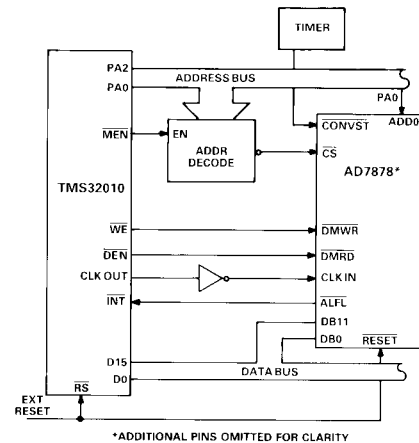 TIMER
PA2
ADDRESS BUS
PA0
PA0
ADD0
MEN
EN
ADDR
DECODE
CONVST
CS
TMS32010
AD7878*
WE
DMWR
DEN
DMRD
CLK OUT
CLK IN
INT
ALFL
DB11
DB0
RESET
D15
D0
DATA BUS
RS
EXT
RESET
*ADDITIONAL PINS OMITTED FOR CLARITY